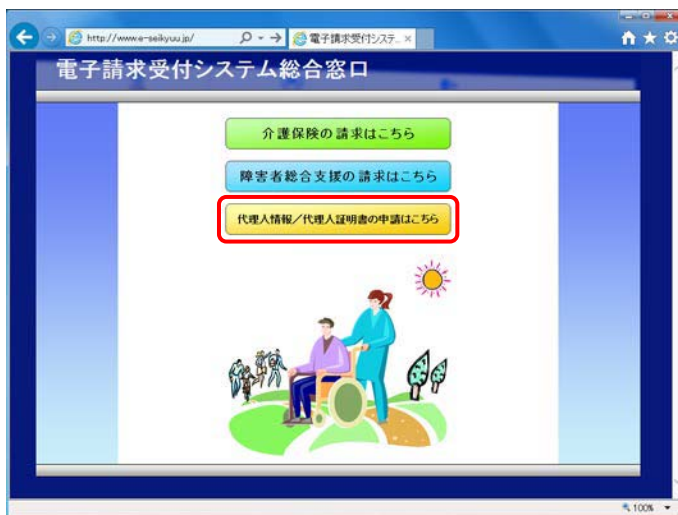 http://www.e-seikyuu.jp/
電子請求受付システ...
電子請求受付システム総合窓口
介護保険の請求はこちら
障害者総合支援の請求はこちら
代理人情報／代理人証明書の申請はこちら
100%